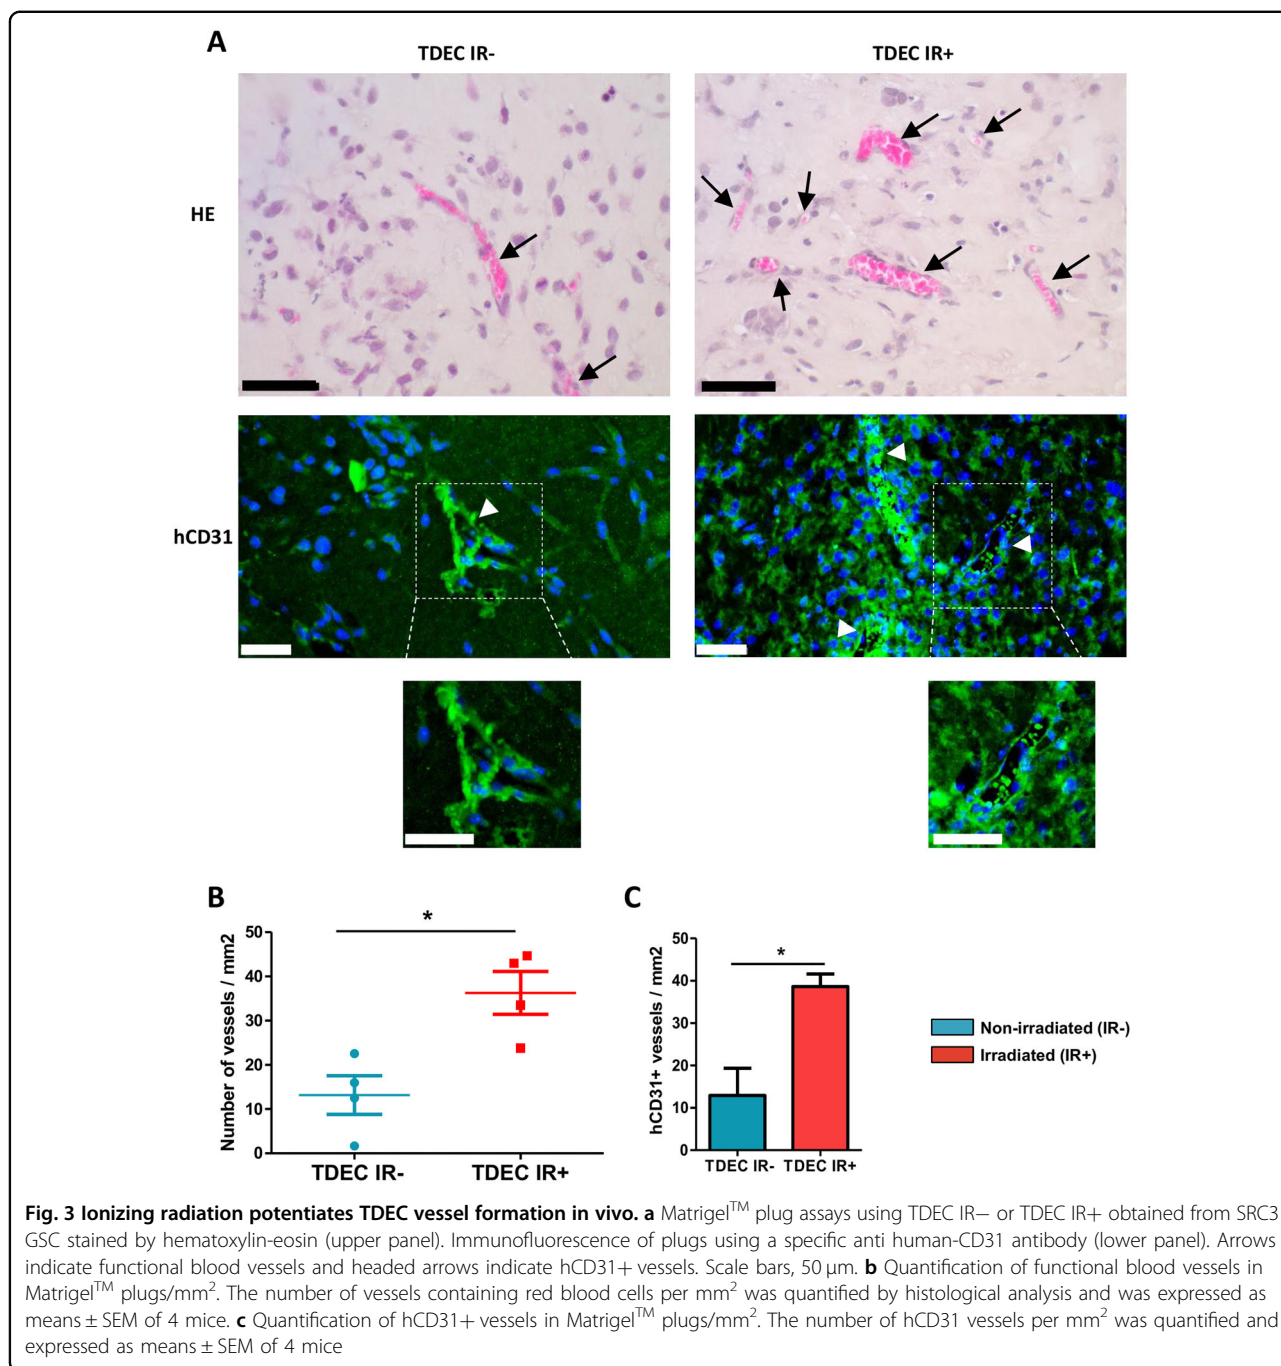 A
TDEC IR-
TDEC IR+
HE
hCD31
B
*
Number of vessels / mm2
50
40
30
20
10
0
TDEC IR-
TDEC IR+
C
*
hCD31+ vessels / mm2
50
40
30
20
10
0
TDEC IR-
TDEC IR+
Non-irradiated (IR-)
Irradiated (IR+)
Fig. 3 Ionizing radiation potentiates TDEC vessel formation in vivo. a Matrigel™ plug assays using TDEC IR− or TDEC IR+ obtained from SRC3
GSC stained by hematoxylin-eosin (upper panel). Immunofluorescence of plugs using a specific anti human-CD31 antibody (lower panel). Arrows
indicate functional blood vessels and headed arrows indicate hCD31+ vessels. Scale bars, 50 µm. b Quantification of functional blood vessels in
Matrigel™ plugs/mm². The number of vessels containing red blood cells per mm² was quantified by histological analysis and was expressed as
means ± SEM of 4 mice. c Quantification of hCD31+ vessels in Matrigel™ plugs/mm². The number of hCD31 vessels per mm² was quantified and
expressed as means ± SEM of 4 mice